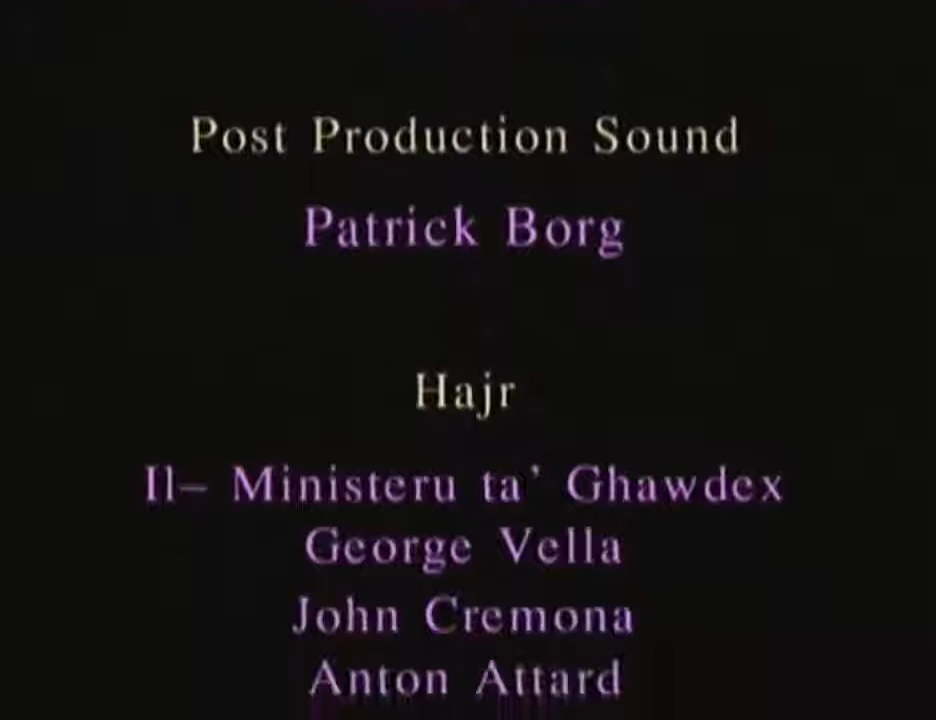 Post Production Sound
Patrick Borg
Hajr
Il– Ministeru ta' Ghawdex
George Vella
John Cremona
Anton Attard